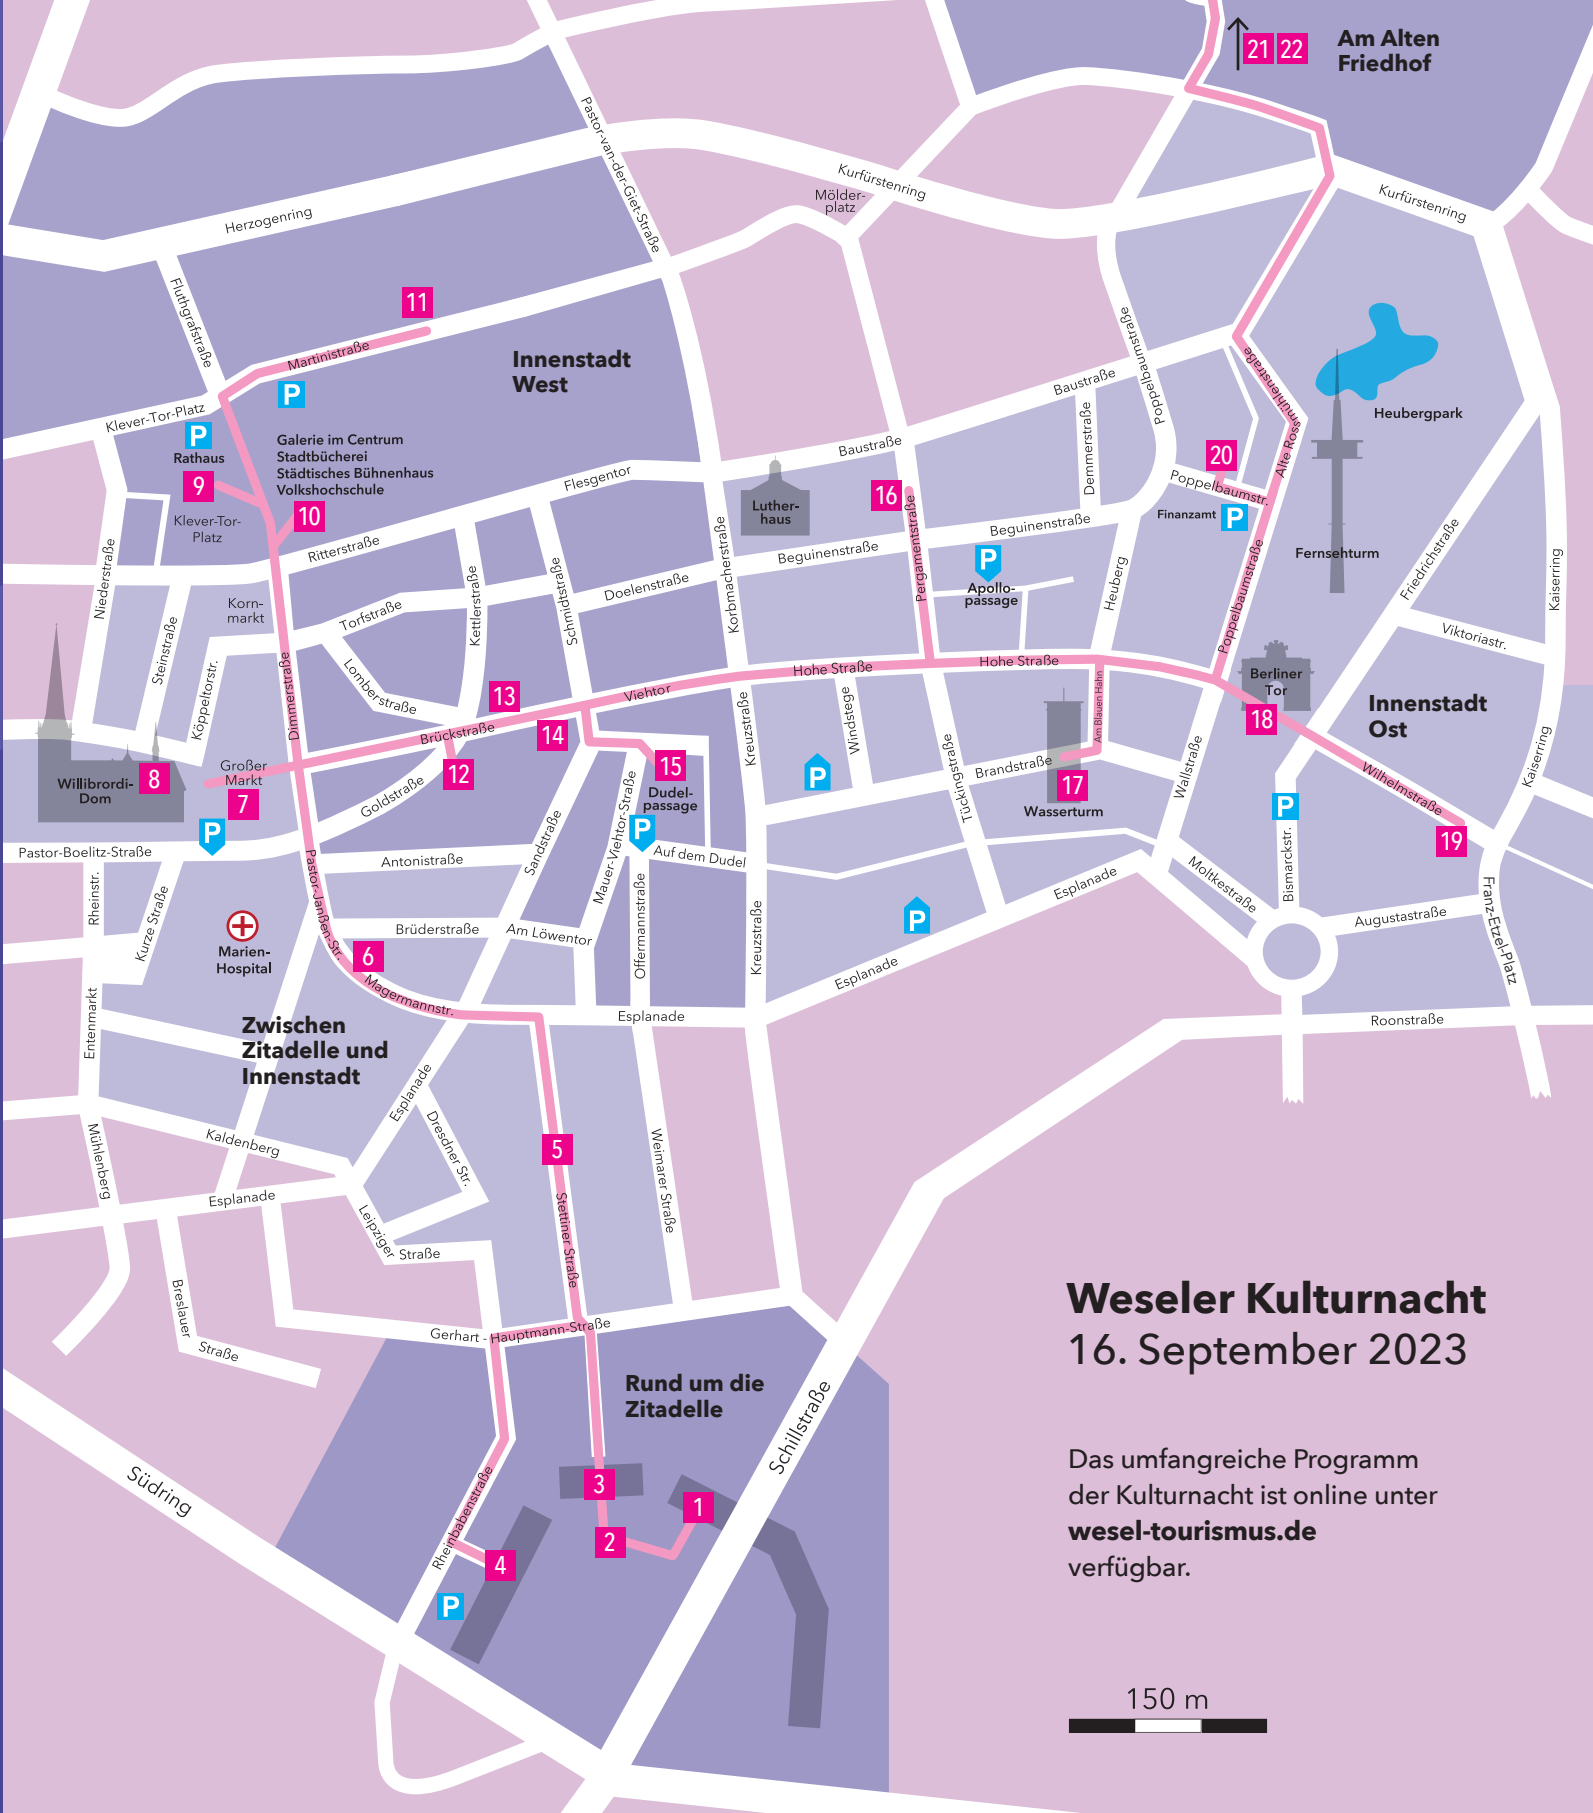 21 22
Am Alten
Friedhof
Pastor-van-der-Giet-Straße
Kurfürstenring
Mölder-
platz
Kurfürstenring
Herzogenring
Fluthgrafstraße
11
Martinistraße
Innenstadt
West
P
Klever-Tor-Platz
P
Rathaus
9
Galerie im Centrum
Stadtbücherei
Städtisches Bühnenhaus
Volkshochschule
10
Klever-Tor-
Platz
Ritterstraße
Flesgentor
Baustraße
Baustraße
Poppelbaumstraße
Demmerstraße
Alte Rossmühlenstraße
Heubergpark
Fernsehturm
20
Poppelbaumstr.
Finanzamt
P
Poppelbaumstraße
Luther-
haus
16
Pergamentstraße
Beguinenstraße
Beguinenstraße
P
Apollo-
passage
Heuberg
Friedrichstraße
Kaiserring
Viktoriastr.
Niederstraße
Steinstraße
Korn-
markt
Köppeltorstr.
Dimmerstraße
Torfstraße
Lomberstraße
Kettlerstraße
Schmidtstraße
Doelenstraße
Korbmacherstraße
Hohe Straße
Hohe Straße
Viehtor
13
14
Brückstraße
12
15
Dudel-
passage
P
Großer
Markt
7
8
Willibrordi-
Dom
P
Goldstraße
Pastor-Boelitz-Straße
Kreuzstraße
Windstege
P
Tückingstraße
Brandstraße
Am Blauen Hahn
17
Wasserturm
Wallstraße
Berliner
Tor
18
Innenstadt
Ost
Kaiserring
Wilhelmstraße
19
P
Bismarckstr.
Moltkestraße
Augustastraße
Franz-Etzel-Platz
Roonstraße
Antonistraße
Sandstraße
Mauer-Viehtor-Straße
Auf dem Dudel
Offermannstraße
Kreuzstraße
Esplanade
Esplanade
P
Rheinstr.
Kurze Straße
Marien-
Hospital
Pastor-Janßen-Str.
Brüderstraße
Am Löwentor
6
Magermannstr.
Esplanade
Entenmarkt
Zwischen
Zitadelle und
Innenstadt
Esplanade
Dresdner Str.
Mühlenberg
Kaldenberg
Esplanade
Leipziger
Straße
5
Stettiner Straße
Weimarer Straße
Breslauer
Straße
Gerhart - Hauptmann-Straße
Rund um die
Zitadelle
Schillstraße
Südring
Rheinbabenstraße
3
1
2
4
P
Weseler Kulturnacht
16. September 2023
Das umfangreiche Programm
der Kulturnacht ist online unter
wesel-tourismus.de
verfügbar.
150 m